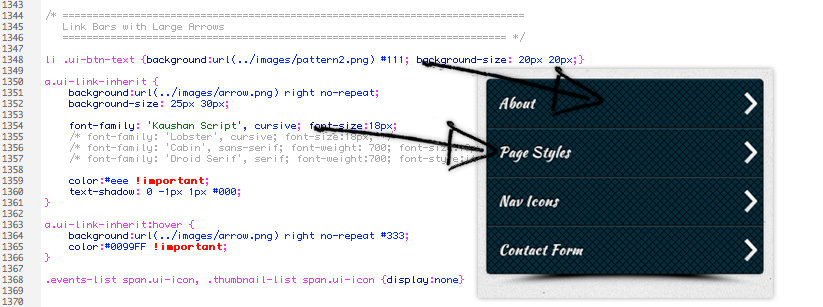 1343
1344 /* =====================================================================
1345 Link Bars with Large Arrows
1346 ===================================================================== */
1347
1348 li .ui-btn-text {background:url(../images/pattern2.png) #111; background-size: 20px 20px;}
1349
1350 a.ui-link-inherit {
1351 background:url(../images/arrow.png) right no-repeat;
1352 background-size: 25px 30px;
1353
1354 font-family: 'Kaushan Script', cursive; font-size:18px;
1355 /* font-family: 'Lobster', cursive; font-size:18px;
1356 /* font-family: 'Cabin', sans-serif; font-weight: 700; font-size:
1357 /* font-family: 'Droid Serif', serif; font-weight:700; font-style:
1358
1359 color:#eee !important;
1360 text-shadow: 0 -1px 1px #000;
1361 }
1362
1363 a.ui-link-inherit:hover {
1364 background:url(../images/arrow.png) right no-repeat #333;
1365 color:#0099FF !important;
1366 }
1367
1368 .events-list span.ui-icon, .thumbnail-list span.ui-icon {display:none}
1369
1370
About
Page Styles
Nav Icons
Contact Form